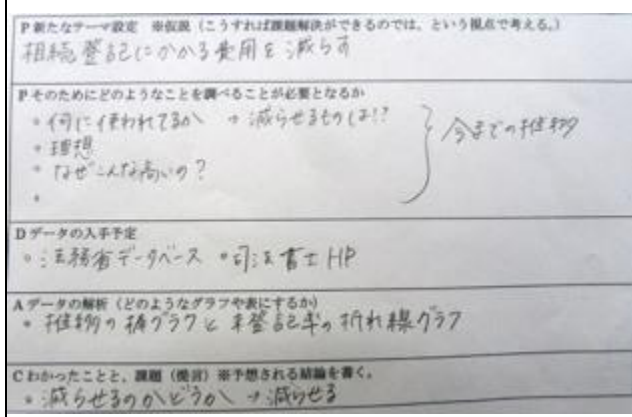 P 新たなテーマ設定 ※仮説（こうすれば課題解決ができるのでは、という視点で考える。）
相続登記にかかる費用を減らす
P そのためにどのようなことを調べることが必要となるか
・何に使われてるか → 減らせるものは!?
・理想
・なぜこんな高いの？
・
今までの推移
D データの入手予定
・法務省データベース ・司法書士HP
A データの解析（どのようなグラフや表にするか）
・推移の棒グラフと未登記率の折れ線グラフ
C わかったことと、課題（提言）※予想される結論を書く。
・減らせるのかどうか → 減らせる